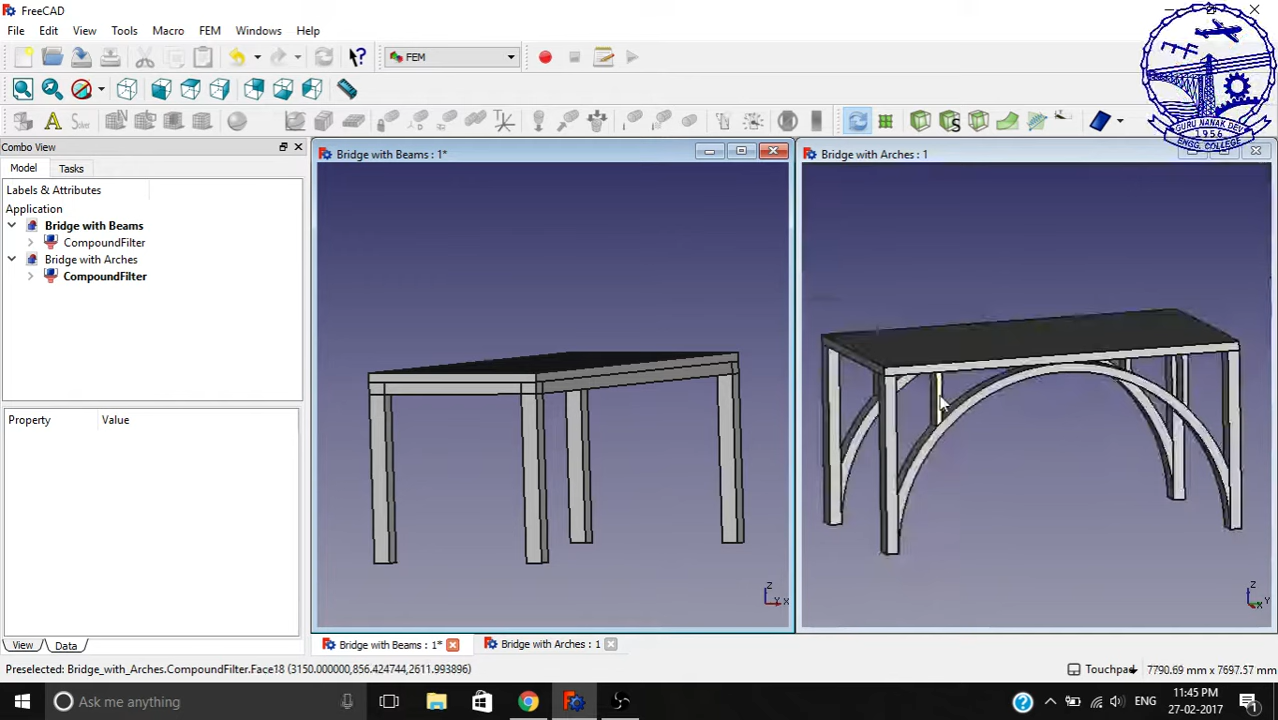 FreeCAD
File Edit View Tools Macro FEM Windows Help
FEM
GURU NANAK DEV
1956
ENGG. COLLEGE
Combo View
Model Tasks
Labels & Attributes
Application
Bridge with Beams
CompoundFilter
Bridge with Arches
CompoundFilter
Property Value
View Data
Bridge with Beams : 1*
Bridge with Arches : 1
Z
X
Z
Y
Bridge with Beams : 1* Bridge with Arches : 1
Preselected: Bridge_with_Arches.CompoundFilter.Face18 (3150.000000,856.424744,2611.993896)
Touchpad 7790.69 mm x 7697.57 mm
Ask me anything
ENG
11:45 PM
27-02-2017